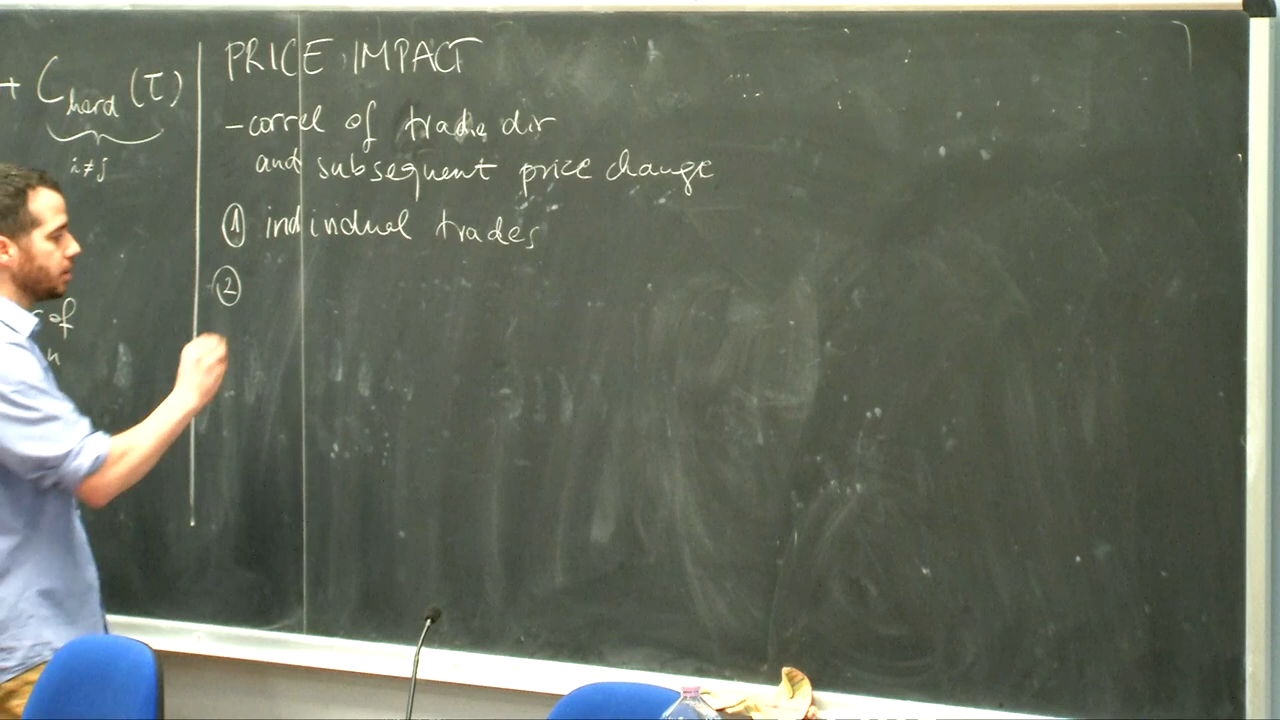 + C_herd (τ)
i≠j
of
n
PRICE IMPACT
- correl of trade dir
and subsequent price change
① individual trades
②